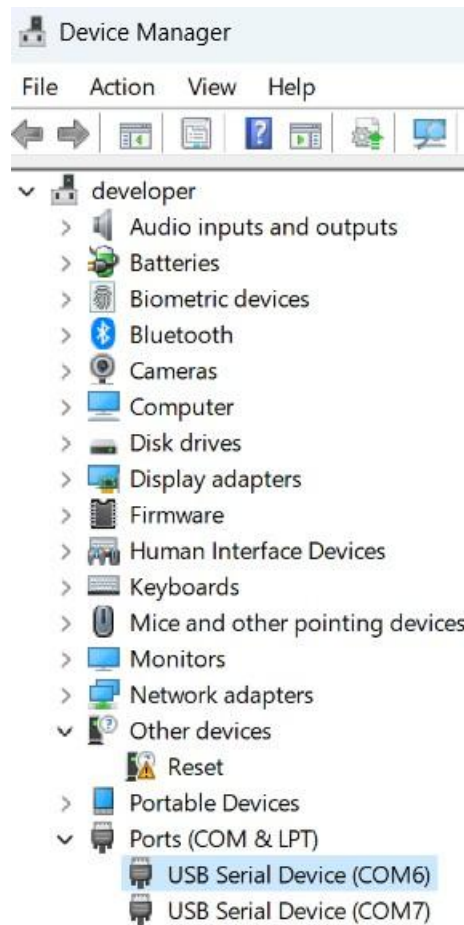 Device Manager
File Action View Help
developer
Audio inputs and outputs
Batteries
Biometric devices
Bluetooth
Cameras
Computer
Disk drives
Display adapters
Firmware
Human Interface Devices
Keyboards
Mice and other pointing devices
Monitors
Network adapters
Other devices
Reset
Portable Devices
Ports (COM & LPT)
USB Serial Device (COM6)
USB Serial Device (COM7)